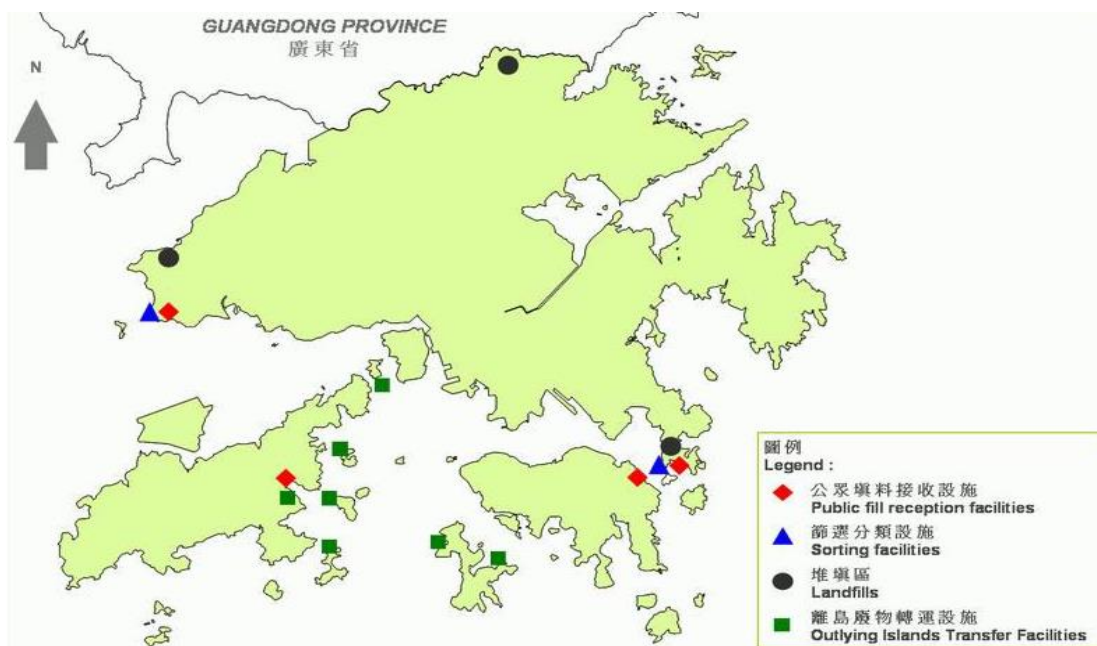 GUANGDONG PROVINCE
廣東省
N
圖例
Legend :
公眾填料接收設施
Public fill reception facilities
篩選分類設施
Sorting facilities
堆填區
Landfills
離島廢物轉運設施
Outlying Islands Transfer Facilities